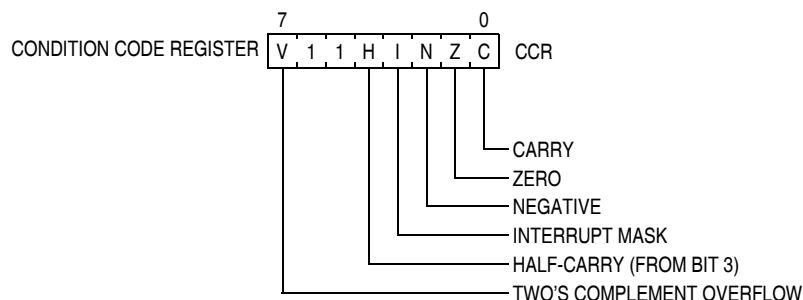 7 0
CONDITION CODE REGISTER V 1 1 H I N Z C CCR
CARRY
ZERO
NEGATIVE
INTERRUPT MASK
HALF-CARRY (FROM BIT 3)
TWO'S COMPLEMENT OVERFLOW